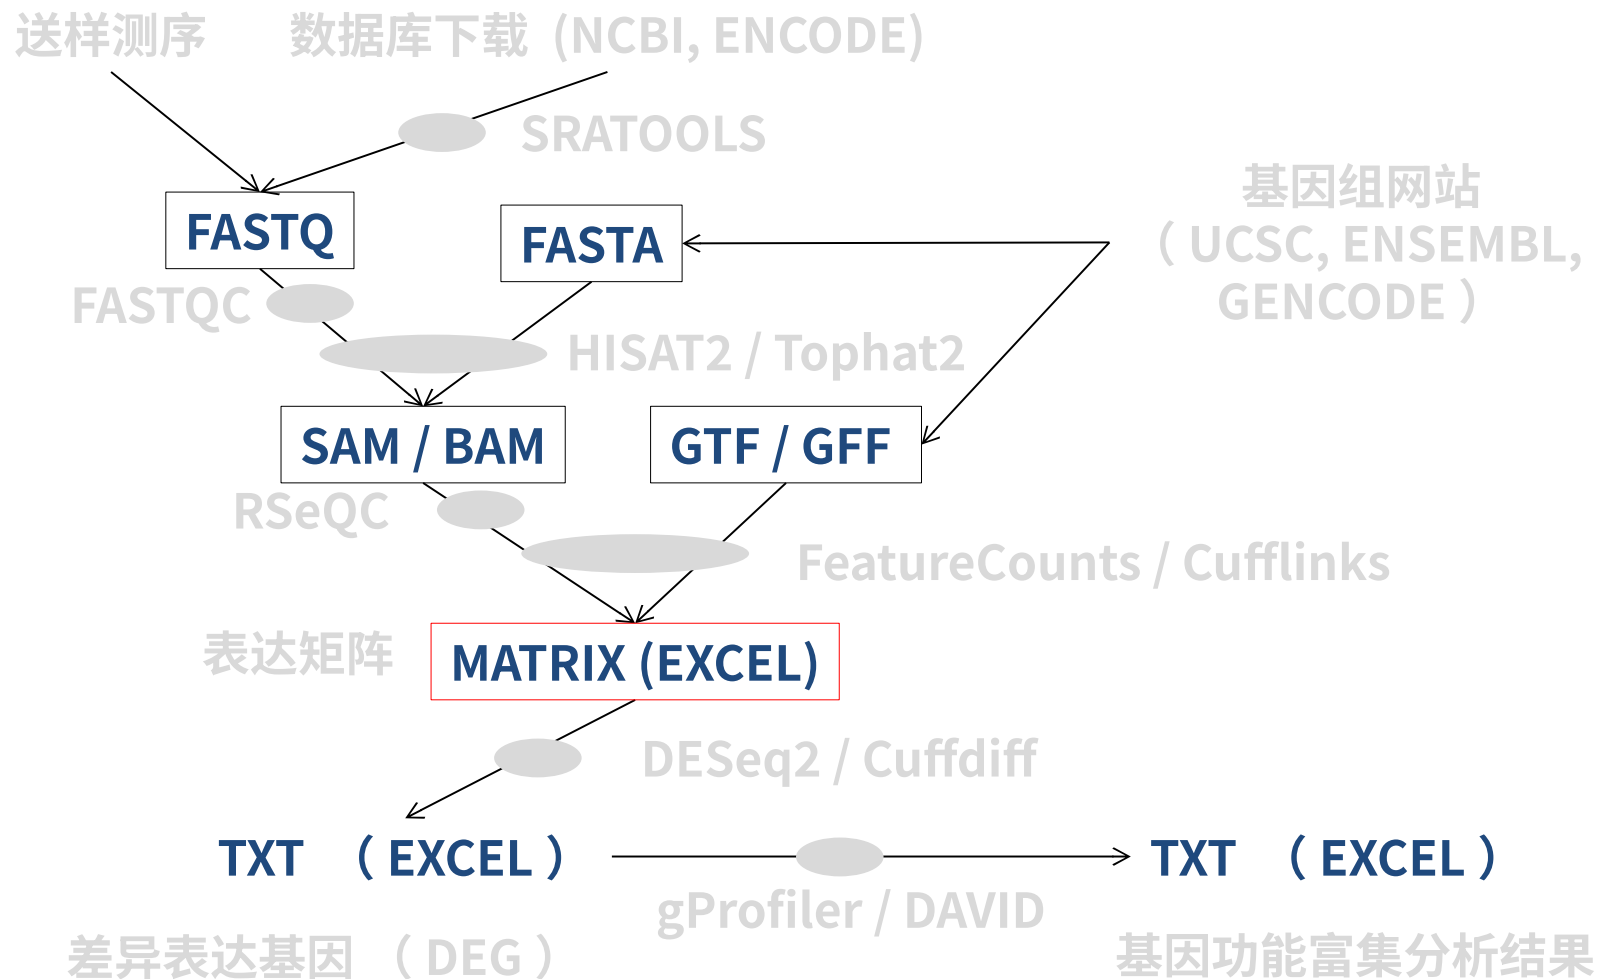 送样测序
数据库下载 (NCBI, ENCODE)
SRATOOLS
基因组网站
（ UCSC, ENSEMBL,
GENCODE ）
FASTQ
FASTA
FASTQC
HISAT2 / Tophat2
SAM / BAM
GTF / GFF
RSeQC
FeatureCounts / Cufflinks
表达矩阵
MATRIX (EXCEL)
DESeq2 / Cuffdiff
TXT （ EXCEL ）
TXT （ EXCEL ）
gProfiler / DAVID
差异表达基因 （ DEG ）
基因功能富集分析结果